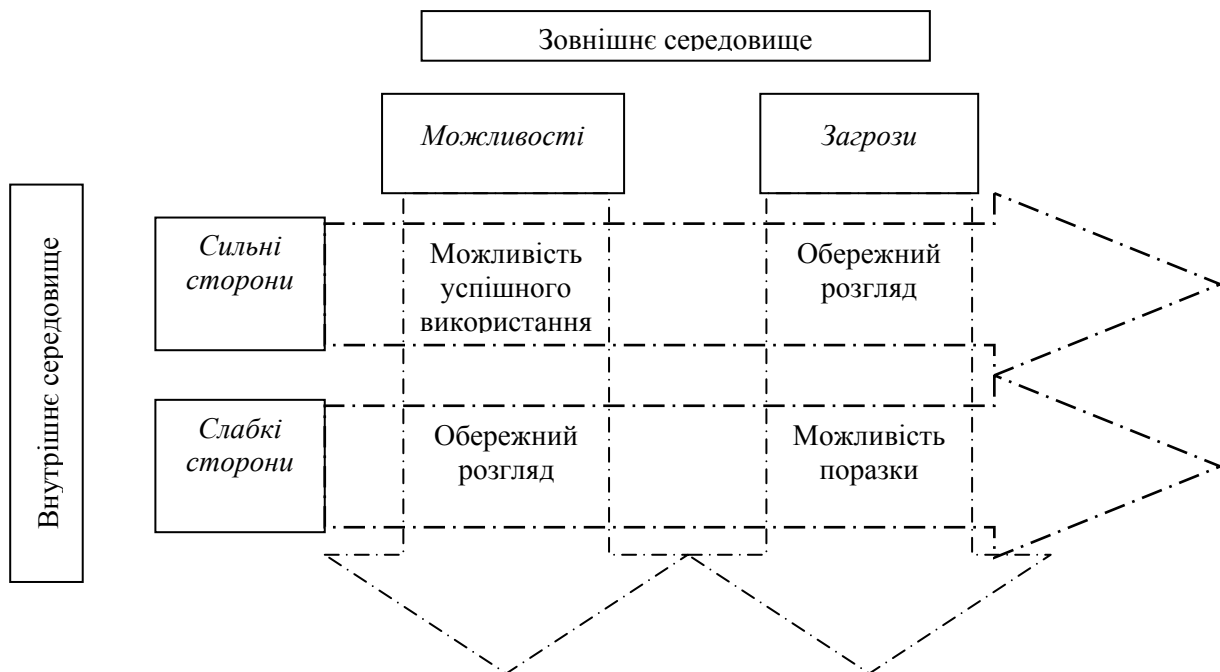 Зовнішнє середовище
Можливості
Загрози
Внутрішнє середовище
Сильні
сторони
Можливість
успішного
використання
Обережний
розгляд
Слабкі
сторони
Обережний
розгляд
Можливість
поразки